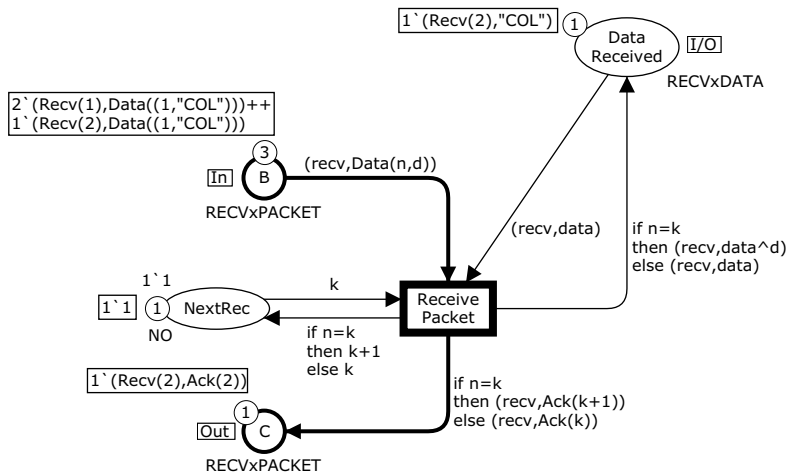 1`(Recv(2),"COL")
1
Data
Received
I/O
RECVxDATA
2`(Recv(1),Data((1,"COL")))++
1`(Recv(2),Data((1,"COL")))
3
In
B
(recv,Data(n,d))
RECVxPACKET
(recv,data)
if n=k
then (recv,data^d)
else (recv,data)
1`1
1`1
1
NextRec
NO
k
Receive
Packet
if n=k
then k+1
else k
1`(Recv(2),Ack(2))
1
Out
C
RECVxPACKET
if n=k
then (recv,Ack(k+1))
else (recv,Ack(k))